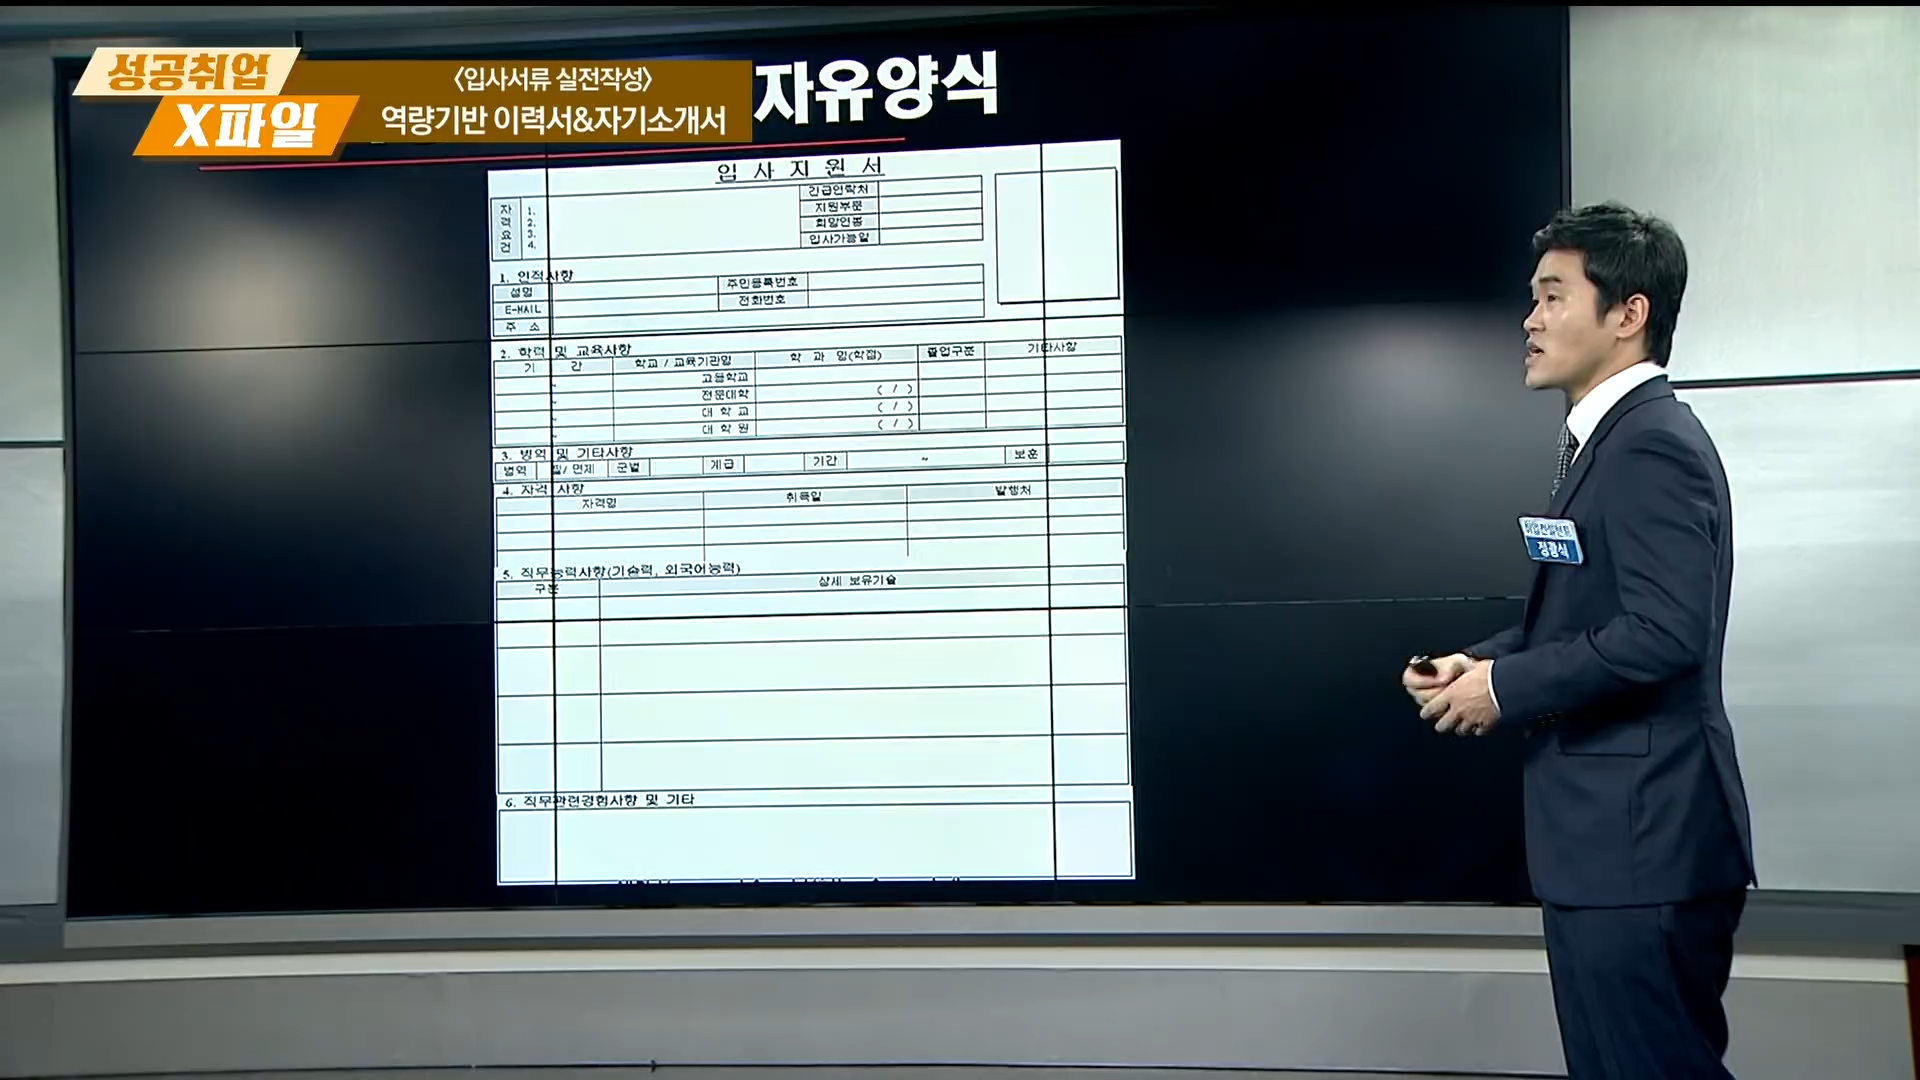 성공취업
X파일
<입사서류 실전작성>
역량기반 이력서&자기소개서
자유양식
입 사 지 원 서
자격요건
1.
2.
3.
4.
긴급연락처
지원부문
희망연봉
입사가능일
1. 인적사항
성명
주민등록번호
E-MAIL
전화번호
주 소
2. 학력 및 교육사항
기 간 학교 / 교육기관명 학 과 명(학점) 졸업구분 기타사항
~ 고등학교
~ 전문대학 ( / )
~ 대 학 교 ( / )
~ 대 학 원 ( / )
3. 병역 및 기타사항
병역 필/ 면제 군별 계급 기간 ~ 보훈
4. 자격 사항
자격명 취득일 발행처
5. 직무능력사항(기술력, 외국어능력)
구분 상세 보유기술
6. 직무관련경험사항 및 기타
취업컨설턴트
정광식